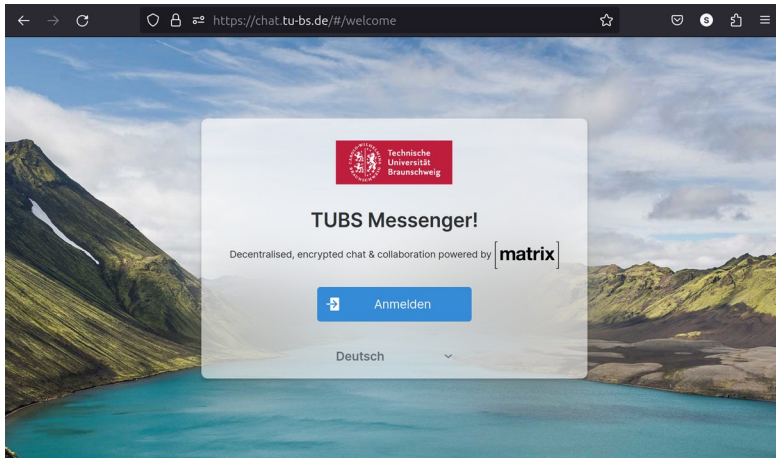 https://chat.tu-bs.de/#/welcome
S
Technische
Universität
Braunschweig
TUBS Messenger!
Decentralised, encrypted chat & collaboration powered by [matrix]
Anmelden
Deutsch